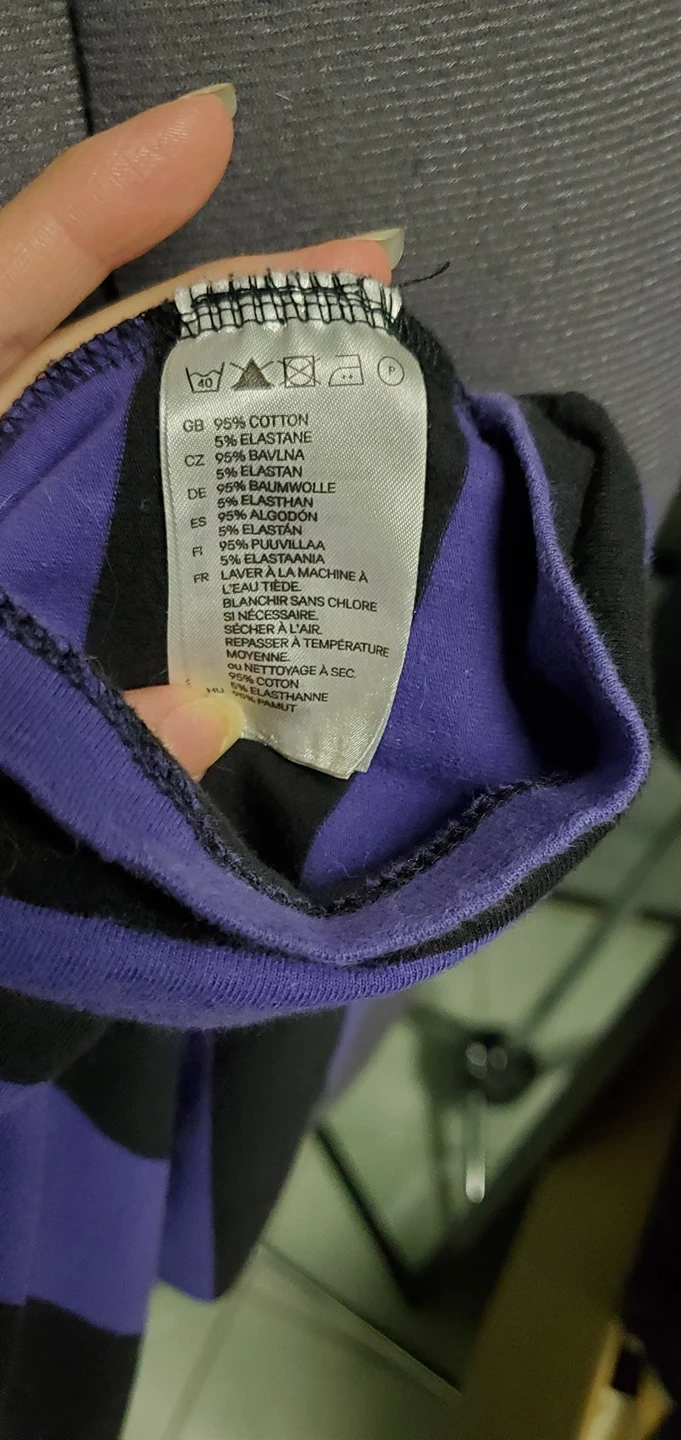 40 P
GB 95% COTTON
5% ELASTANE
CZ 95% BAVLNA
5% ELASTAN
DE 95% BAUMWOLLE
5% ELASTHAN
ES 95% ALGODÓN
5% ELASTÁN
FI 95% PUUVILLAA
5% ELASTAANIA
FR LAVER À LA MACHINE À
L'EAU TIÈDE.
BLANCHIR SANS CHLORE
SI NÉCESSAIRE.
SÉCHER À L'AIR.
REPASSER À TEMPÉRATURE
MOYENNE.
ou NETTOYAGE À SEC.
95% COTON
5% ELASTHANNE
HU 95% PAMUT